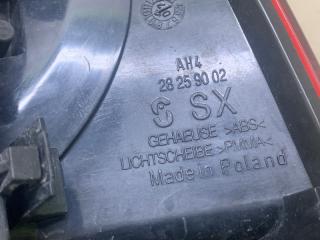 AH4
28 25 90 02
SX
GEHAEUSE >ABS<
LICHTSCHEIBE >PMMA<
Made in Poland